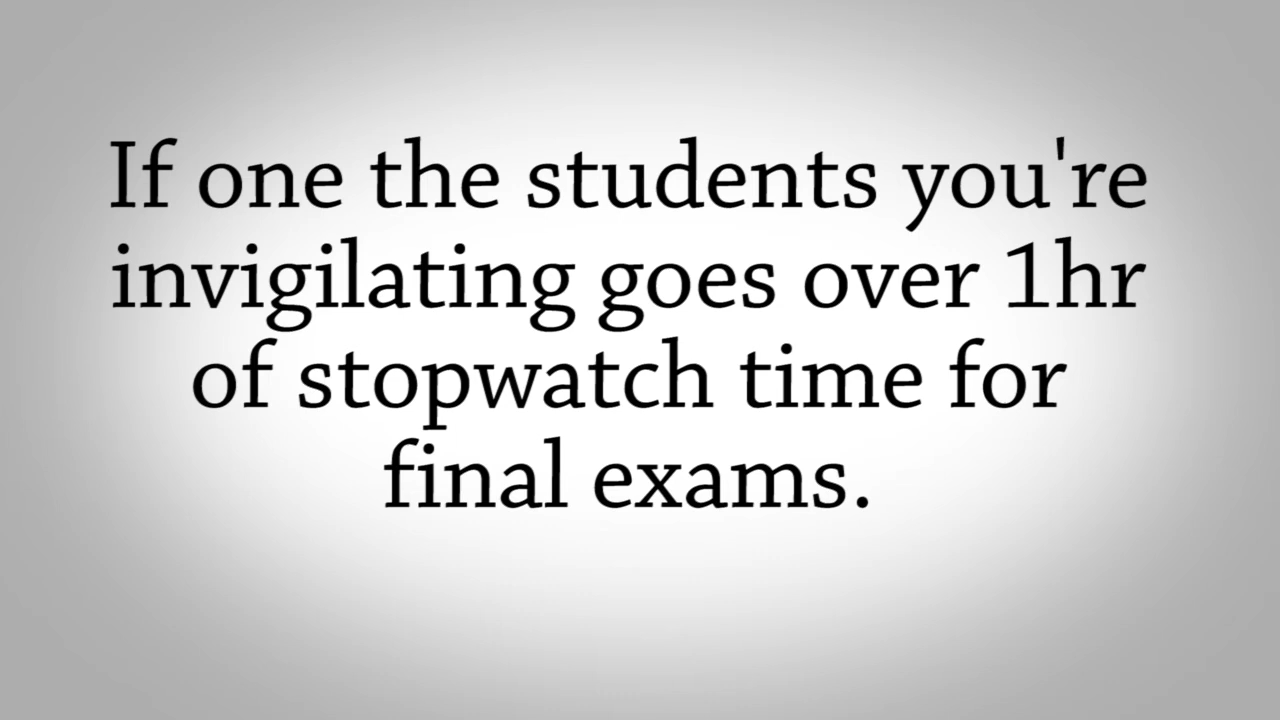 If one the students you're
invigilating goes over 1hr
of stopwatch time for
final exams.